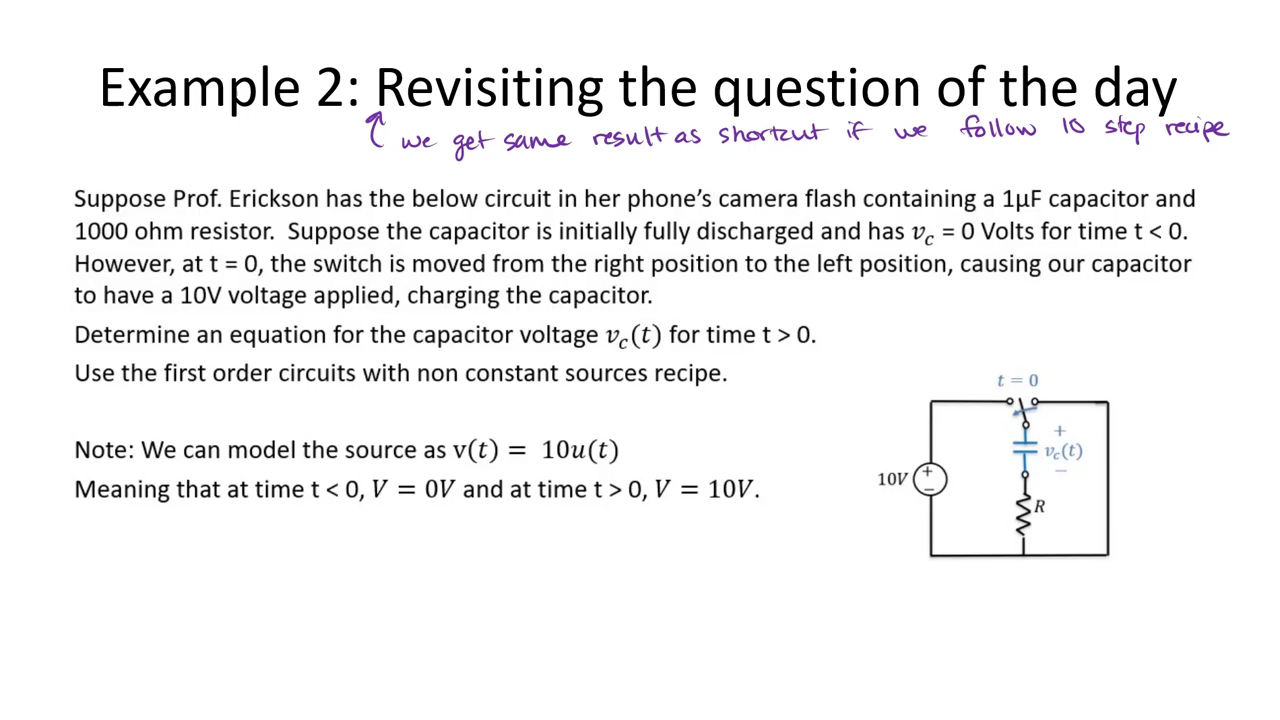 Example 2: Revisiting the question of the day
we get same result as shortcut if we follow 10 step recipe
Suppose Prof. Erickson has the below circuit in her phone’s camera flash containing a 1μF capacitor and
1000 ohm resistor. Suppose the capacitor is initially fully discharged and has v_c = 0 Volts for time t < 0.
However, at t = 0, the switch is moved from the right position to the left position, causing our capacitor
to have a 10V voltage applied, charging the capacitor.
Determine an equation for the capacitor voltage v_c(t) for time t > 0.
Use the first order circuits with non constant sources recipe.
Note: We can model the source as v(t) = 10u(t)
Meaning that at time t < 0, V = 0V and at time t > 0, V = 10V.
t = 0
+
v_c(t)
−
10V
+
−
R